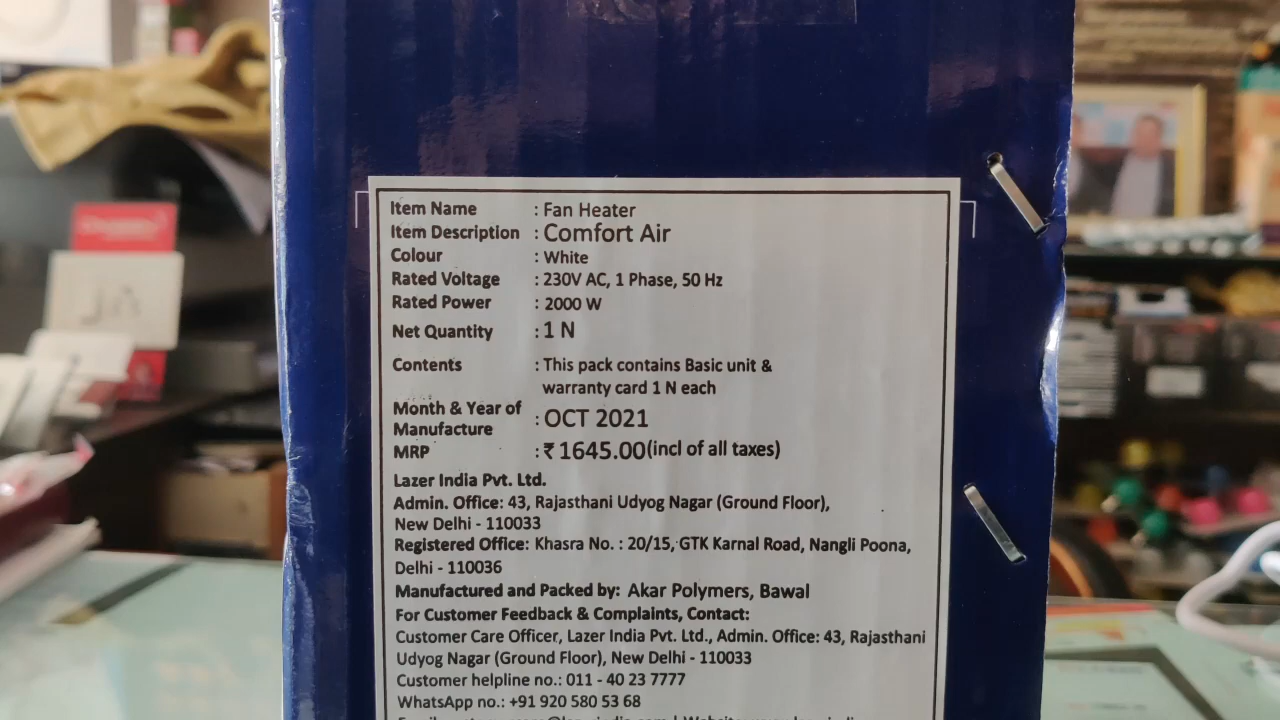 Item Name : Fan Heater
Item Description : Comfort Air
Colour : White
Rated Voltage : 230V AC, 1 Phase, 50 Hz
Rated Power : 2000 W
Net Quantity : 1 N
Contents : This pack contains Basic unit &
warranty card 1 N each
Month & Year of
Manufacture : OCT 2021
MRP : ₹ 1645.00(incl of all taxes)
Lazer India Pvt. Ltd.
Admin. Office: 43, Rajasthani Udyog Nagar (Ground Floor),
New Delhi - 110033
Registered Office: Khasra No. : 20/15, GTK Karnal Road, Nangli Poona,
Delhi - 110036
Manufactured and Packed by: Akar Polymers, Bawal
For Customer Feedback & Complaints, Contact:
Customer Care Officer, Lazer India Pvt. Ltd., Admin. Office: 43, Rajasthani
Udyog Nagar (Ground Floor), New Delhi - 110033
Customer helpline no.: 011 - 40 23 7777
WhatsApp no.: +91 920 580 53 68